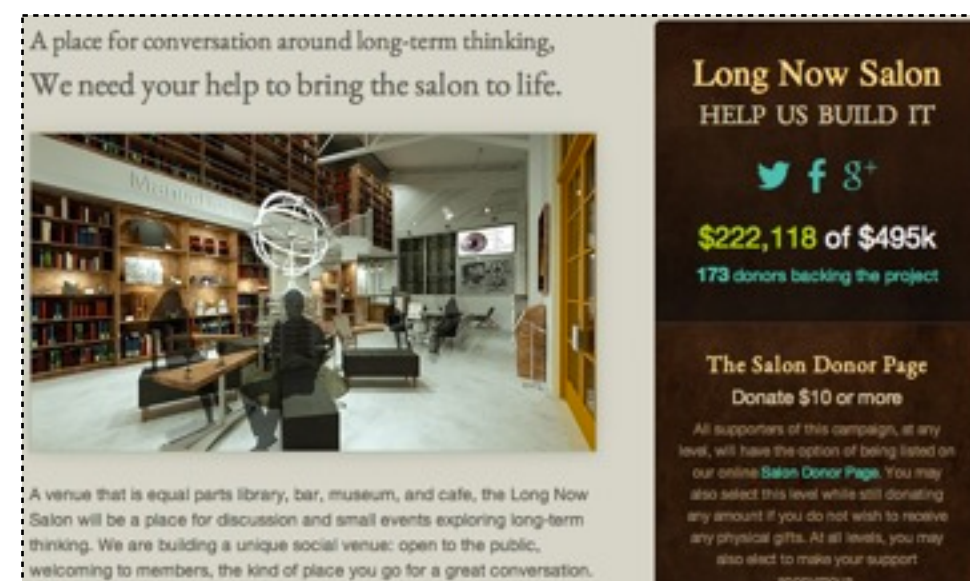 A place for conversation around long-term thinking,
We need your help to bring the salon to life.
A venue that is equal parts library, bar, museum, and cafe, the Long Now
Salon will be a place for discussion and small events exploring long-term
thinking. We are building a unique social venue: open to the public,
welcoming to members, the kind of place you go for a great conversation.
Long Now Salon
HELP US BUILD IT
$222,118 of $495k
173 donors backing the project
The Salon Donor Page
Donate $10 or more
All supporters of this campaign, at any
level, will have the option of being listed on
our online Salon Donor Page. You may
also select this level while still donating
any amount if you do not wish to receive
any physical gifts. At all levels, you may
also elect to make your support